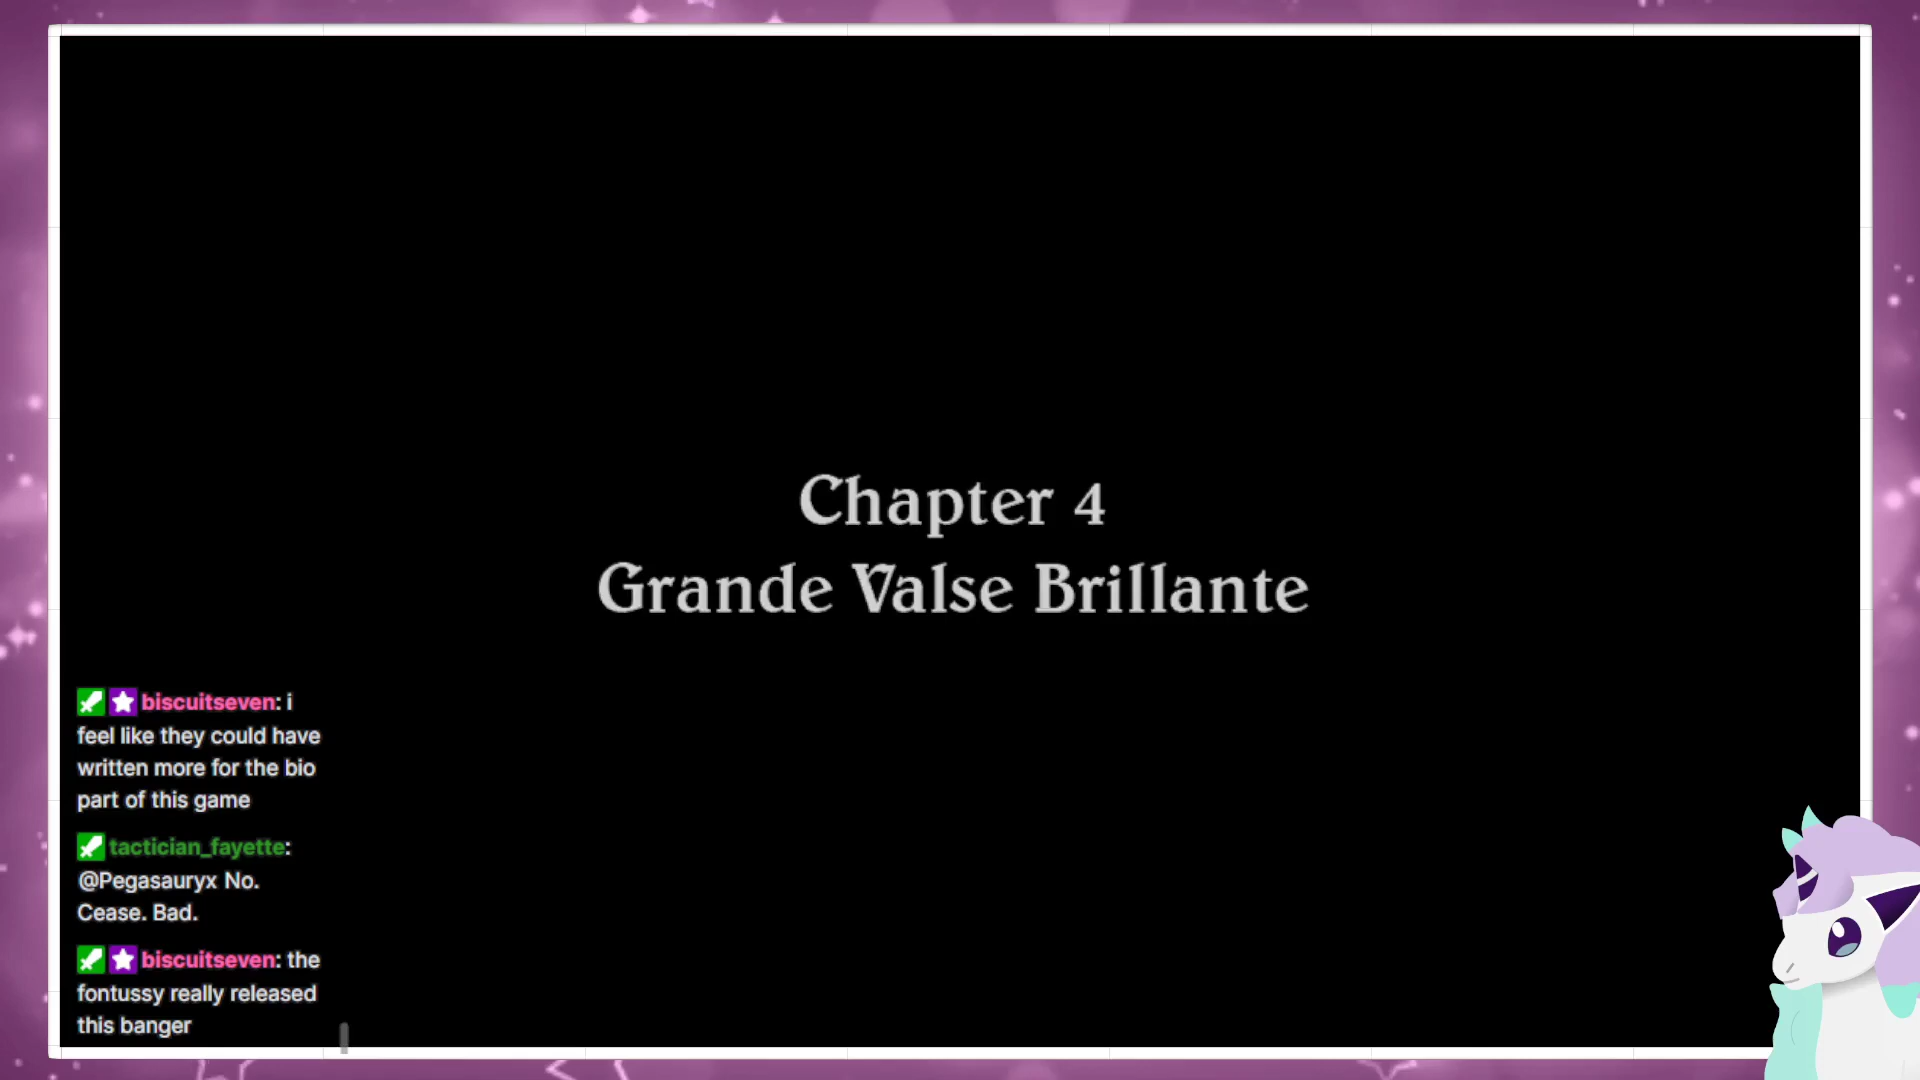 Chapter 4
Grande Valse Brillante
biscuitseven: i
feel like they could have
written more for the bio
part of this game
tactician_fayette:
@Pegasauryx No.
Cease. Bad.
biscuitseven: the
fontussy really released
this banger